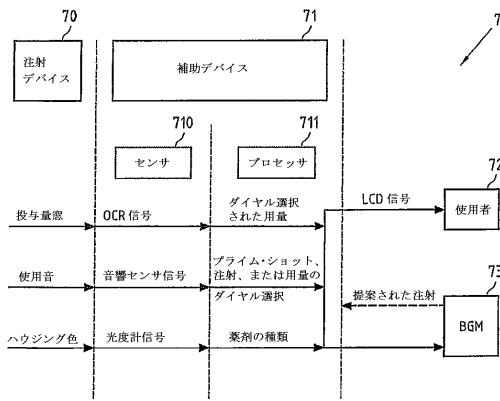 70
71
7
注射
デバイス
補助デバイス
710
711
センサ
プロセッサ
72
投与量窓
OCR 信号
ダイヤル選択
された用量
LCD 信号
使用者
73
使用音
音響センサ信号
プライム・ショット、
注射、または用量の
ダイヤル選択
提案された注射
BGM
ハウジング色
光度計信号
薬剤の種類